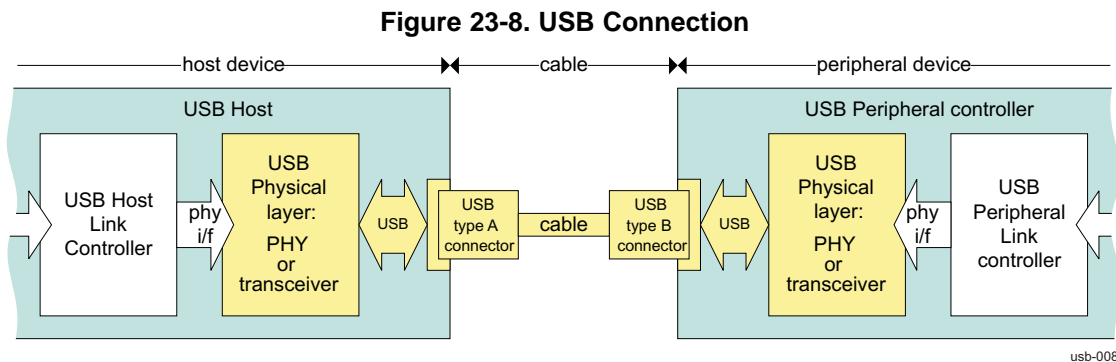 Figure 23-8. USB Connection
host device
cable
peripheral device
USB Host
USB Peripheral controller
USB Host
Link
Controller
phy
i/f
USB
Physical
layer:
PHY
or
transceiver
USB
USB
type A
connector
cable
USB
type B
connector
USB
USB
Physical
layer:
PHY
or
transceiver
phy
i/f
USB
Peripheral
Link
controller
usb-008